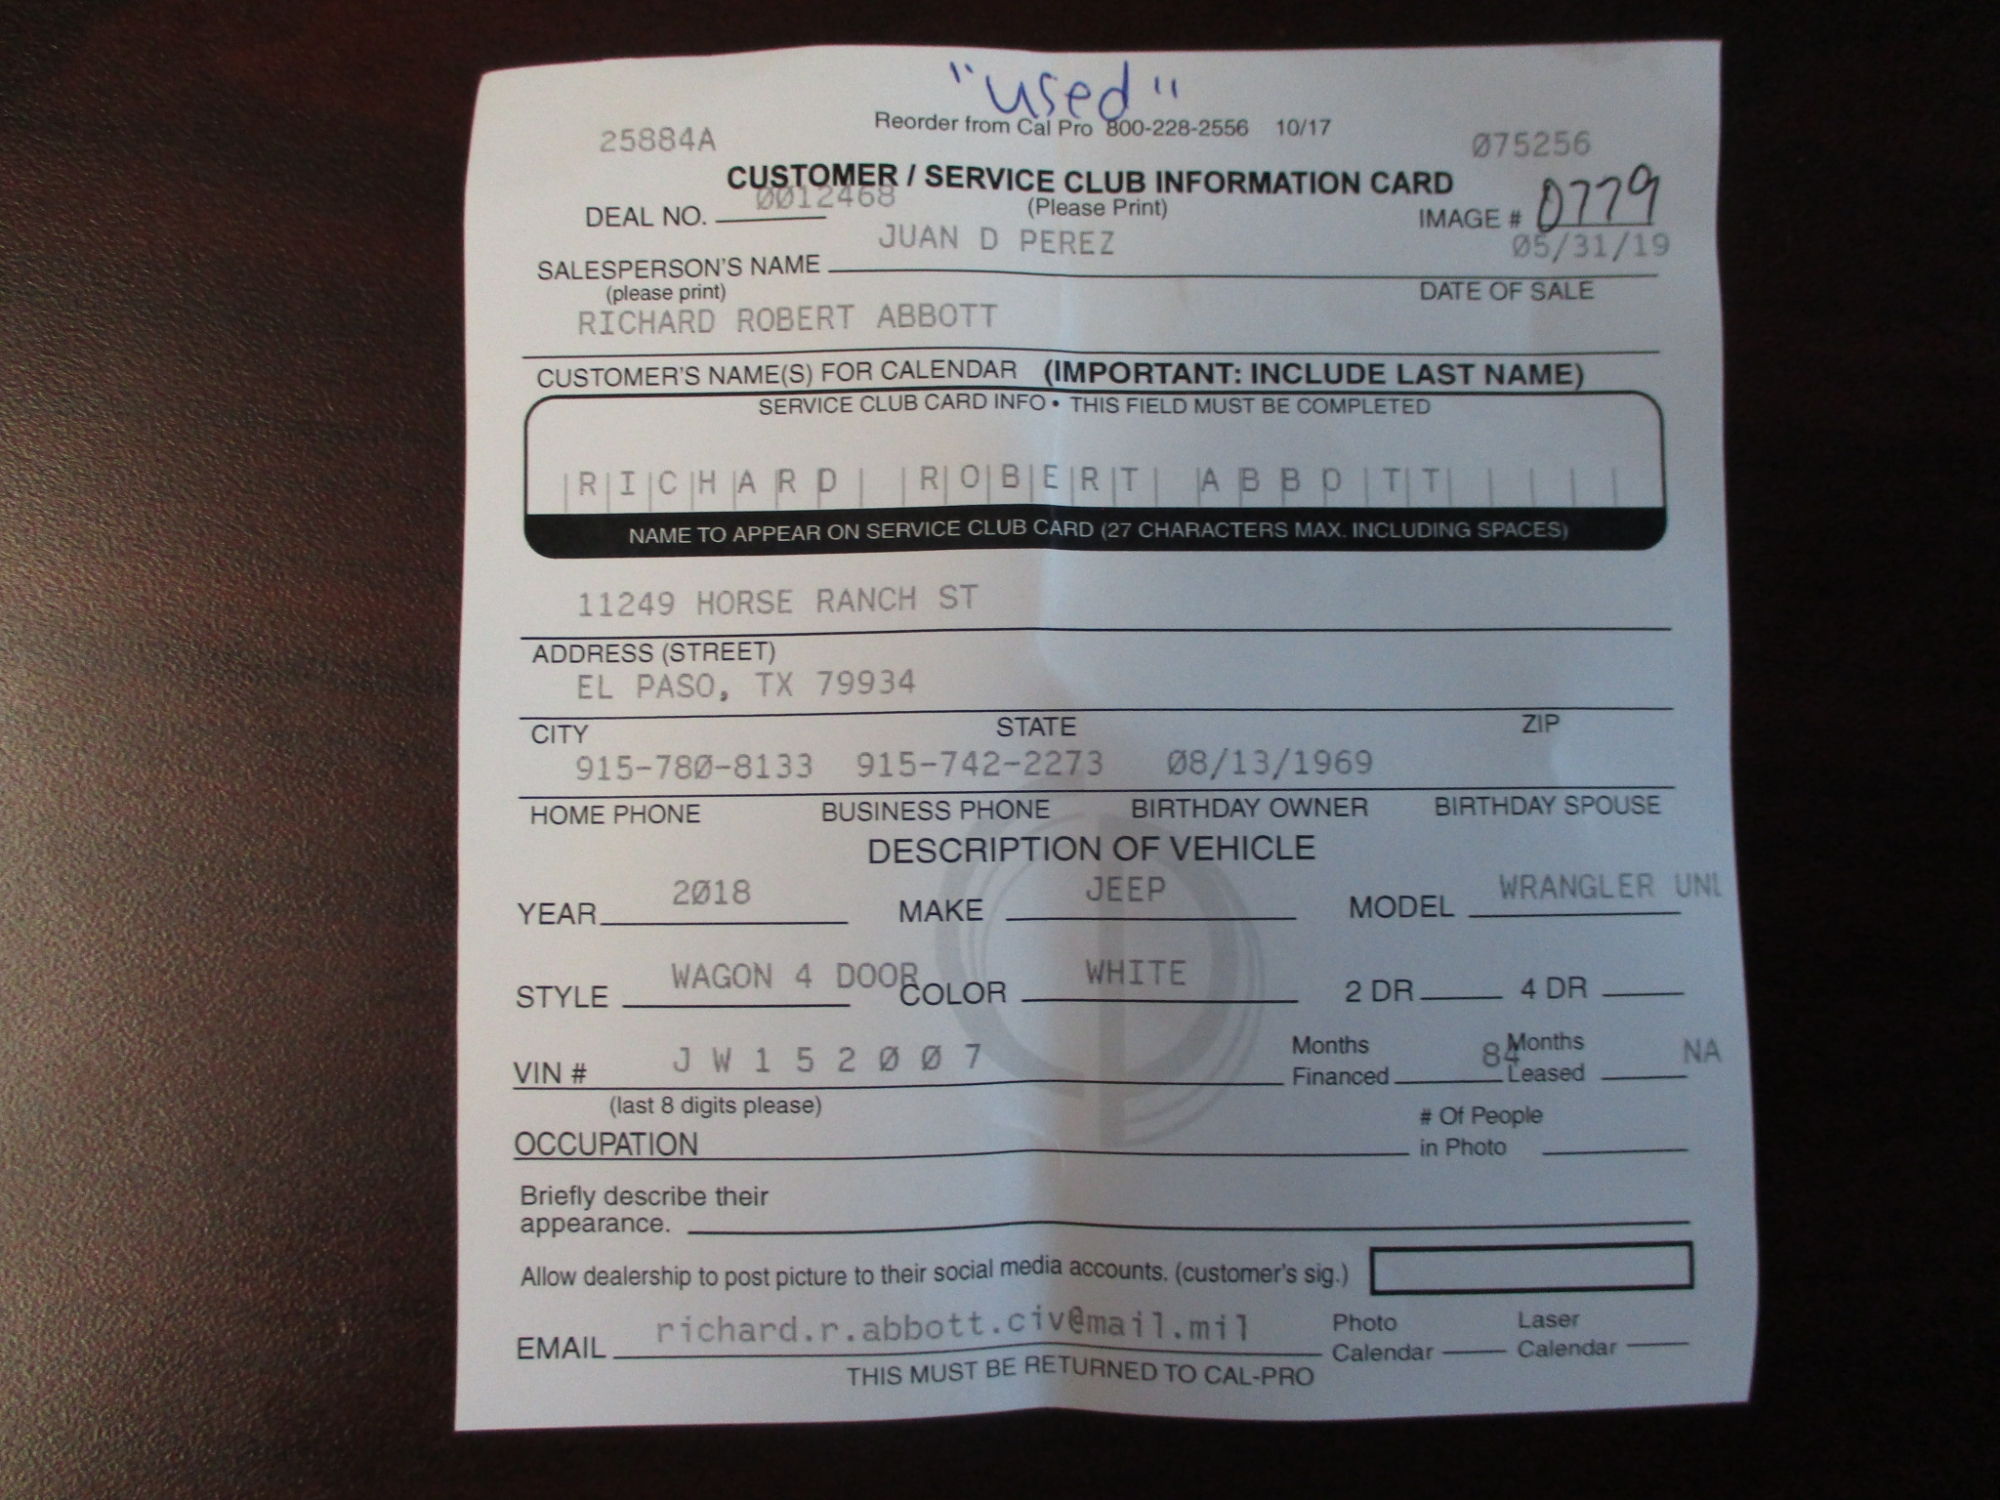 "used"
Reorder from Cal Pro 800-228-2556 10/17
25884A 075256
CUSTOMER / SERVICE CLUB INFORMATION CARD
(Please Print)
DEAL NO. 0012468 IMAGE # 0779
JUAN D PEREZ 05/31/19
SALESPERSON'S NAME
(please print) DATE OF SALE
RICHARD ROBERT ABBOTT
CUSTOMER'S NAME(S) FOR CALENDAR (IMPORTANT: INCLUDE LAST NAME)
SERVICE CLUB CARD INFO • THIS FIELD MUST BE COMPLETED
RICHARD ROBERT ABBOTT
NAME TO APPEAR ON SERVICE CLUB CARD (27 CHARACTERS MAX. INCLUDING SPACES)
11249 HORSE RANCH ST
ADDRESS (STREET)
EL PASO, TX 79934
CITY STATE ZIP
915-780-8133 915-742-2273 08/13/1969
HOME PHONE BUSINESS PHONE BIRTHDAY OWNER BIRTHDAY SPOUSE
DESCRIPTION OF VEHICLE
YEAR 2018 MAKE JEEP MODEL WRANGLER UNL
STYLE WAGON 4 DOOR COLOR WHITE 2 DR 4 DR
VIN # JW152007 Months Financed 84 Months Leased NA
(last 8 digits please)
OCCUPATION # Of People in Photo
Briefly describe their
appearance.
Allow dealership to post picture to their social media accounts. (customer's sig.)
EMAIL richard.r.abbott.civ@mail.mil Photo Calendar Laser Calendar
THIS MUST BE RETURNED TO CAL-PRO